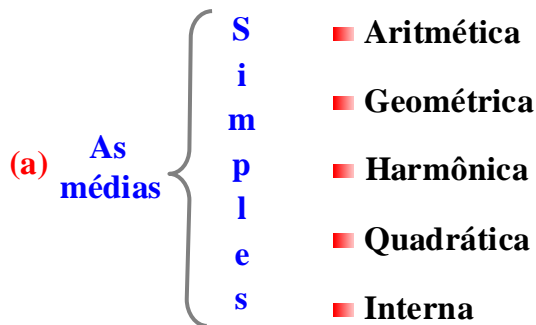 (a) As
médias
S
i
m
p
l
e
s
Aritmética
Geométrica
Harmônica
Quadrática
Interna